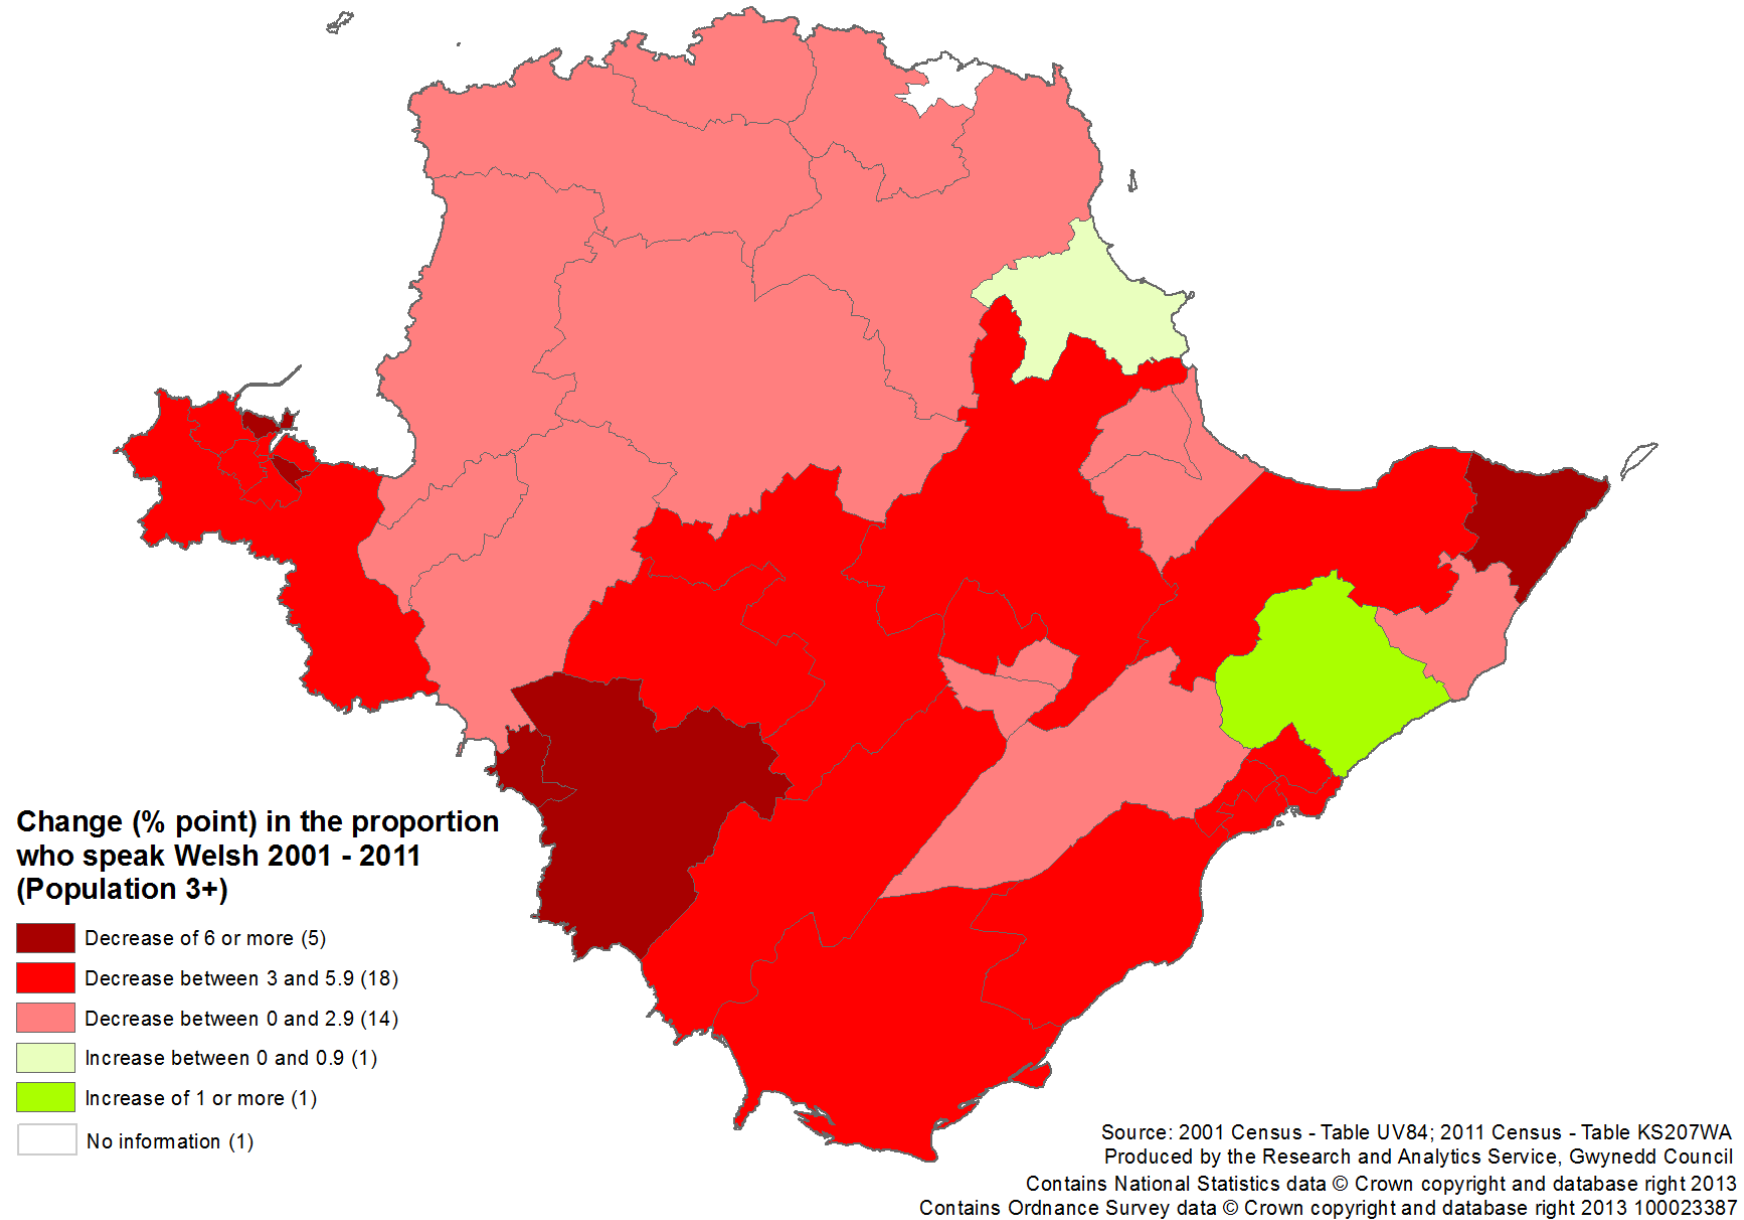 Change (% point) in the proportion
who speak Welsh 2001 - 2011
(Population 3+)
Decrease of 6 or more (5)
Decrease between 3 and 5.9 (18)
Decrease between 0 and 2.9 (14)
Increase between 0 and 0.9 (1)
Increase of 1 or more (1)
No information (1)
Source: 2001 Census - Table UV84; 2011 Census - Table KS207WA
Produced by the Research and Analytics Service, Gwynedd Council
Contains National Statistics data © Crown copyright and database right 2013
Contains Ordnance Survey data © Crown copyright and database right 2013 100023387